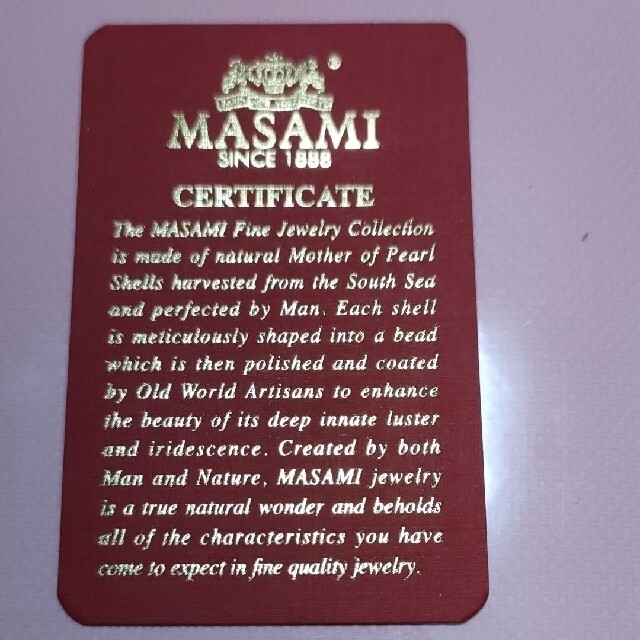 MASAMI
SINCE 1888
CERTIFICATE
The MASAMI Fine Jewelry Collection
is made of natural Mother of Pearl
Shells harvested from the South Sea
and perfected by Man. Each shell
is meticulously shaped into a bead
which is then polished and coated
by Old World Artisans to enhance
the beauty of its deep innate luster
and iridescence. Created by both
Man and Nature, MASAMI jewelry
is a true natural wonder and beholds
all of the characteristics you have
come to expect in fine quality jewelry.